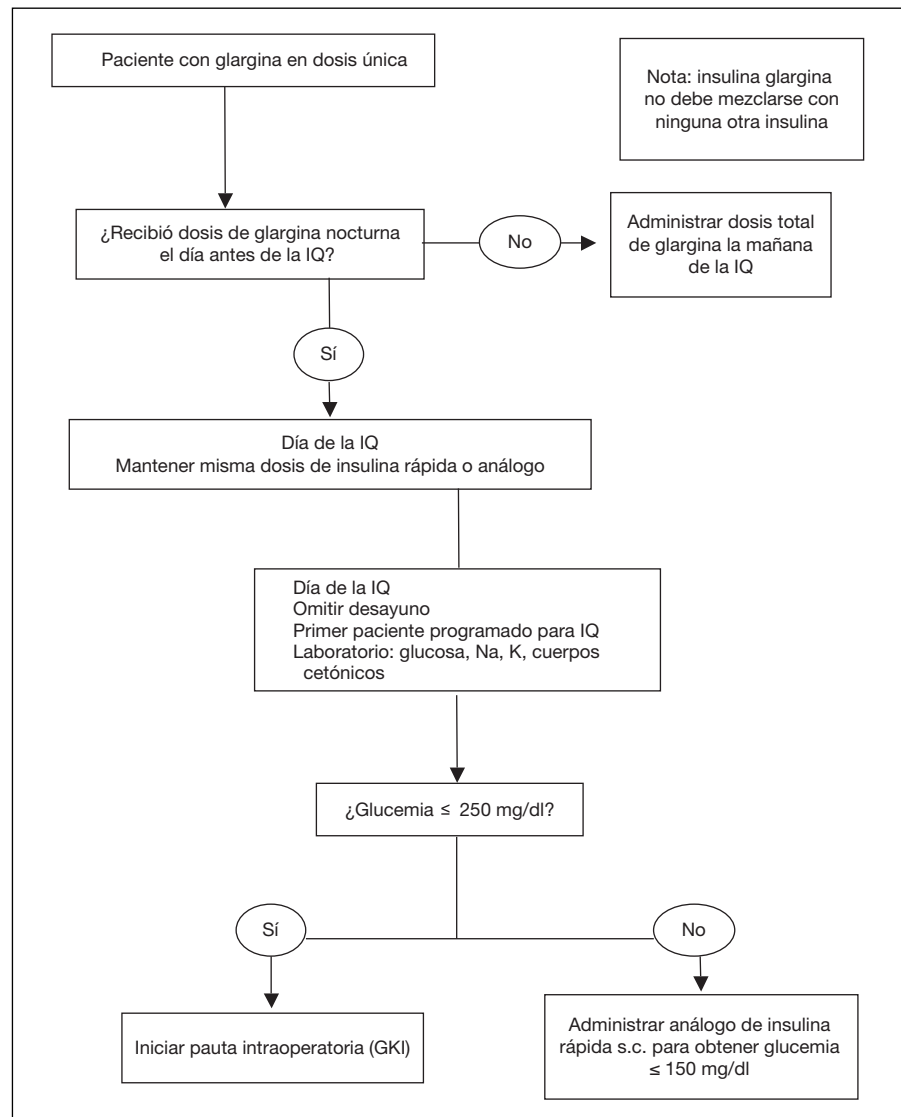 Paciente con glargina en dosis única
Nota: insulina glargina
no debe mezclarse con
ninguna otra insulina
¿Recibió dosis de glargina nocturna
el día antes de la IQ?
No
Administrar dosis total
de glargina la mañana
de la IQ
Sí
Día de la IQ
Mantener misma dosis de insulina rápida o análogo
Día de la IQ
Omitir desayuno
Primer paciente programado para IQ
Laboratorio: glucosa, Na, K, cuerpos
cetónicos
¿Glucemia ≤ 250 mg/dl?
Sí
No
Iniciar pauta intraoperatoria (GKI)
Administrar análogo de insulina
rápida s.c. para obtener glucemia
≤ 150 mg/dl